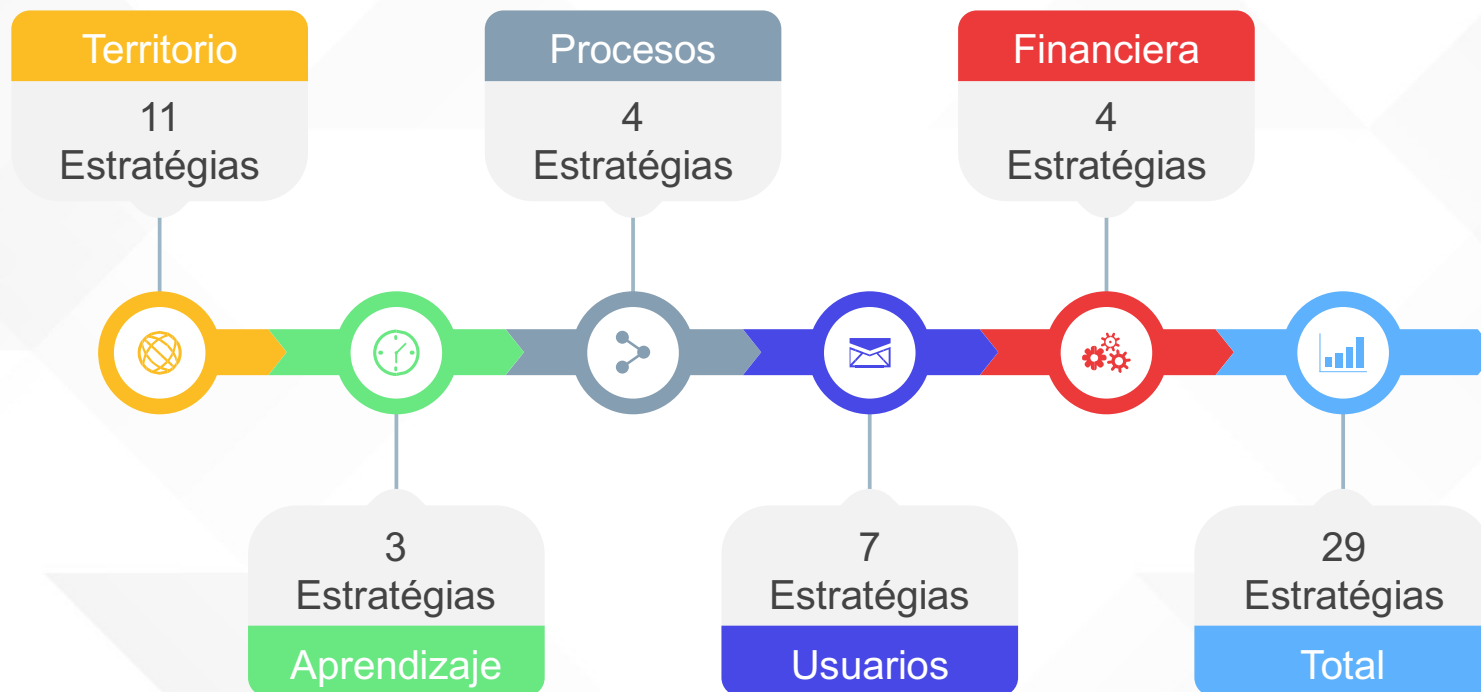 Territorio
11
Estratégias
Procesos
4
Estratégias
Financiera
4
Estratégias
3
Estratégias
Aprendizaje
7
Estratégias
Usuarios
29
Estratégias
Total